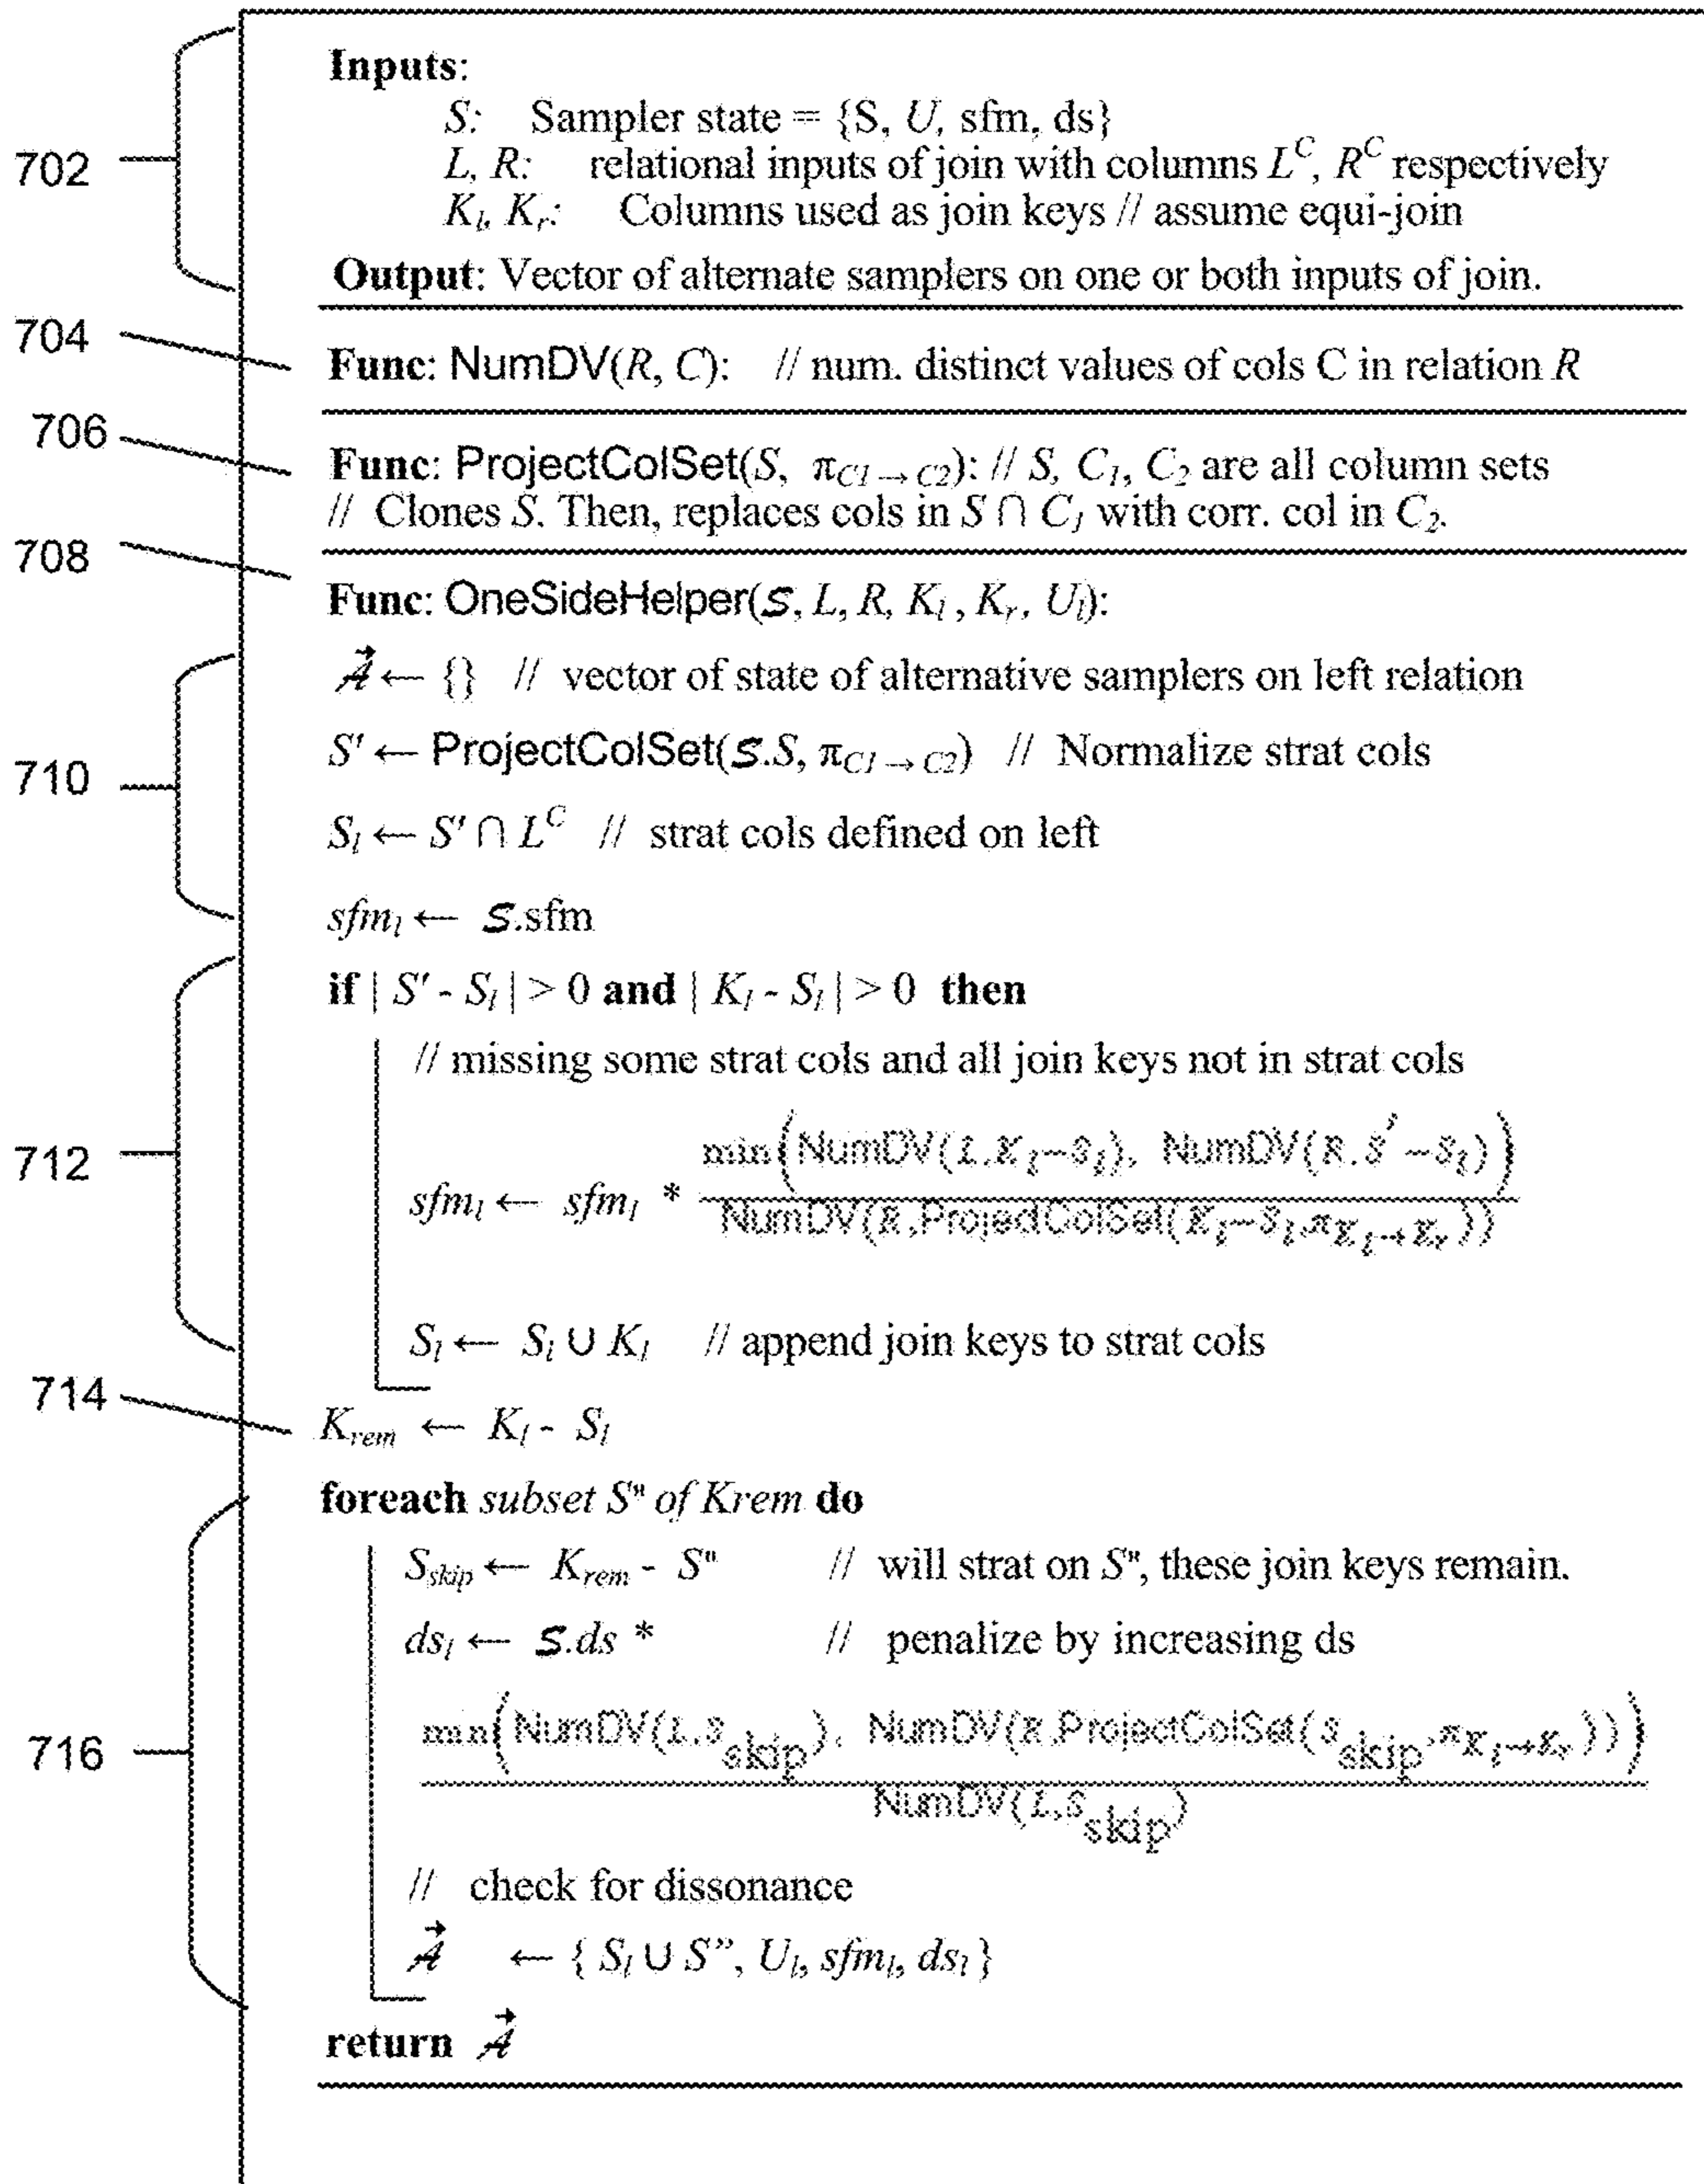 Inputs:
S: Sampler state = {S, U, sfm, ds}
702
L, R: relational inputs of join with columns L^C, R^C respectively
K_l, K_r: Columns used as join keys // assume equi-join
Output: Vector of alternate samplers on one or both inputs of join.
704
Func: NumDV(R, C): // num. distinct values of cols C in relation R
706
Func: ProjectColSet(S, π_{C1→C2}): // S, C_1, C_2 are all column sets
// Clones S. Then, replaces cols in S ∩ C_1 with corr. col in C_2.
708
Func: OneSideHelper(𝓢, L, R, K_l, K_r, U_l):
𝓐⃗ ← {} // vector of state of alternative samplers on left relation
S' ← ProjectColSet(𝓢.S, π_{C1→C2}) // Normalize strat cols
710
S_l ← S' ∩ L^C // strat cols defined on left
sfm_l ← 𝓢.sfm
if | S' - S_l | > 0 and | K_l - S_l | > 0 then
// missing some strat cols and all join keys not in strat cols
712
min(NumDV(L,K_l−S_l), NumDV(R,S'−S_l))
sfm_l ← sfm_l *
NumDV(R,ProjectColSet(K_l−S_l,π_{K_l→K_r}))
S_l ← S_l ∪ K_l // append join keys to strat cols
714
K_rem ← K_l - S_l
foreach subset S" of Krem do
S_skip ← K_rem - S" // will strat on S", these join keys remain.
ds_l ← 𝓢.ds * // penalize by increasing ds
716
min(NumDV(L,S_skip), NumDV(R,ProjectColSet(S_skip,π_{K_l→K_r})))
NumDV(L,S_skip)
// check for dissonance
𝓐⃗ ← { S_l ∪ S”, U_l, sfm_l, ds_l }
return 𝓐⃗